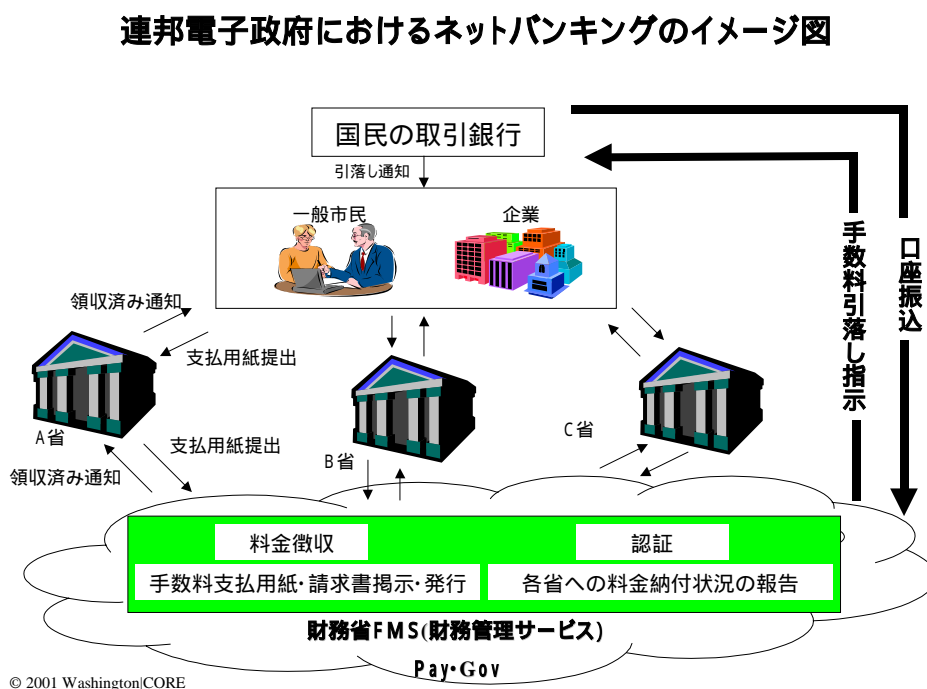 連邦電子政府におけるネットバンキングのイメージ図
国民の取引銀行
引落し通知
一般市民
企業
手数料引落し指示
口座振込
領収済み通知
支払用紙提出
A省
B省
C省
支払用紙提出
領収済み通知
料金徴収
認証
手数料支払用紙・請求書掲示・発行
各省への料金納付状況の報告
財務省FMS(財務管理サービス)
Pay・Gov
© 2001 Washington|CORE